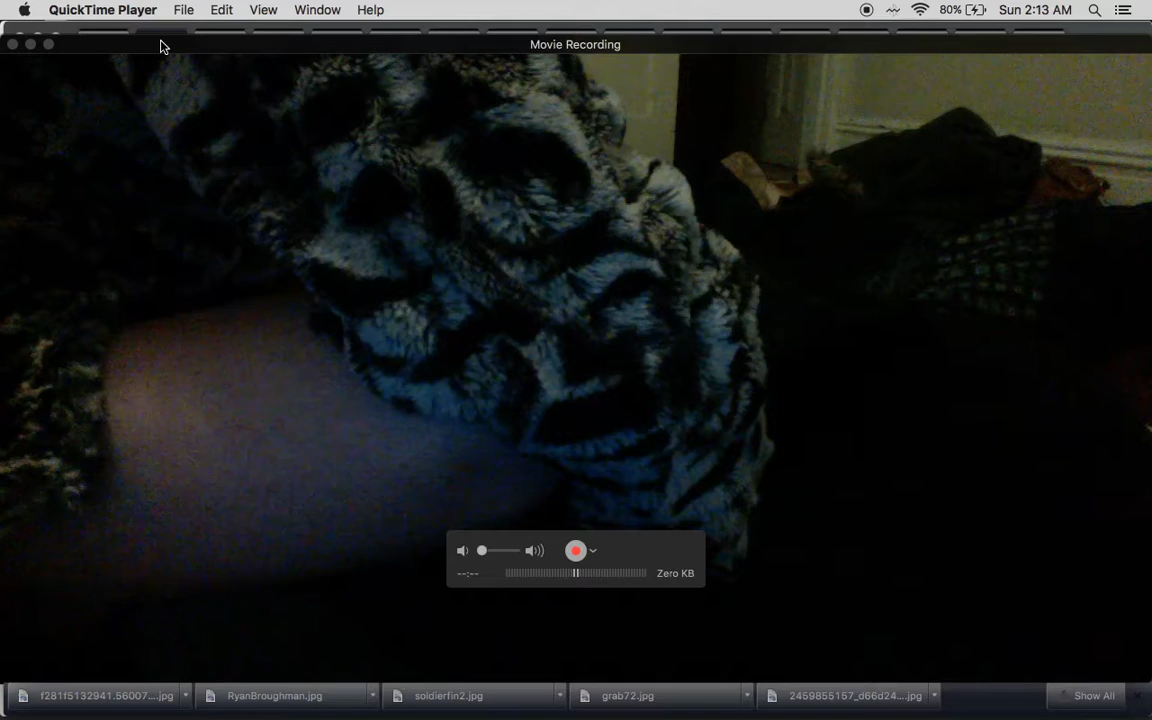 QuickTime Player File Edit View Window Help 80% Sun 2:13 AM
Movie Recording
--:-- Zero KB
f281f5132941.56007....jpg RyanBroughman.jpg soldierfin2.jpg grab72.jpg 2459855157_d66d24...jpg Show All